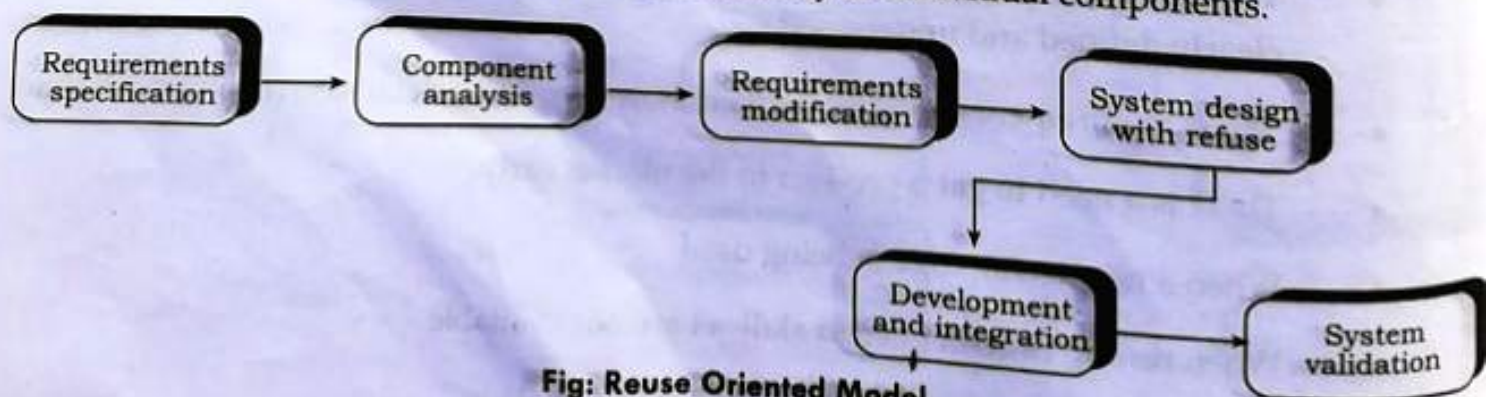 components.
Requirements
specification
Component
analysis
Requirements
modification
System design
with refuse
Development
and integration
System
validation
Fig: Reuse Oriented Model